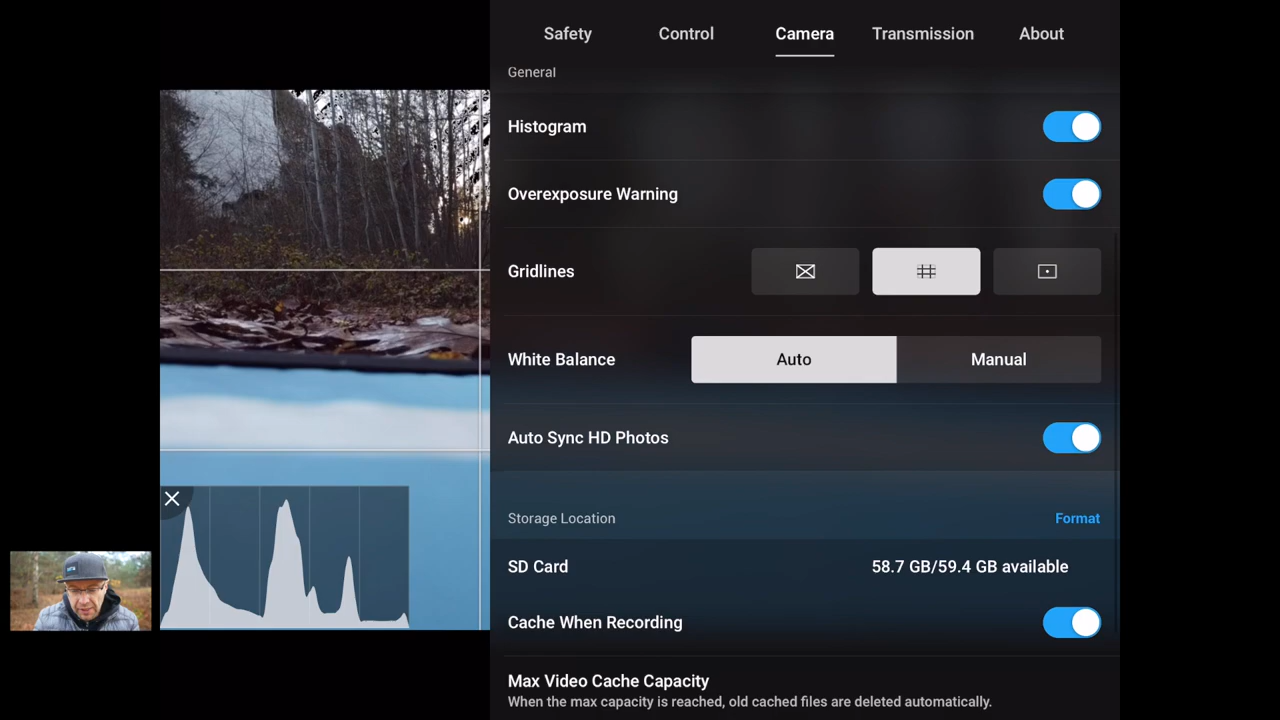 Safety Control Camera Transmission About
General
Histogram
Overexposure Warning
Gridlines
White Balance Auto Manual
Auto Sync HD Photos
Storage Location Format
SD Card 58.7 GB/59.4 GB available
Cache When Recording
Max Video Cache Capacity
When the max capacity is reached, old cached files are deleted automatically.